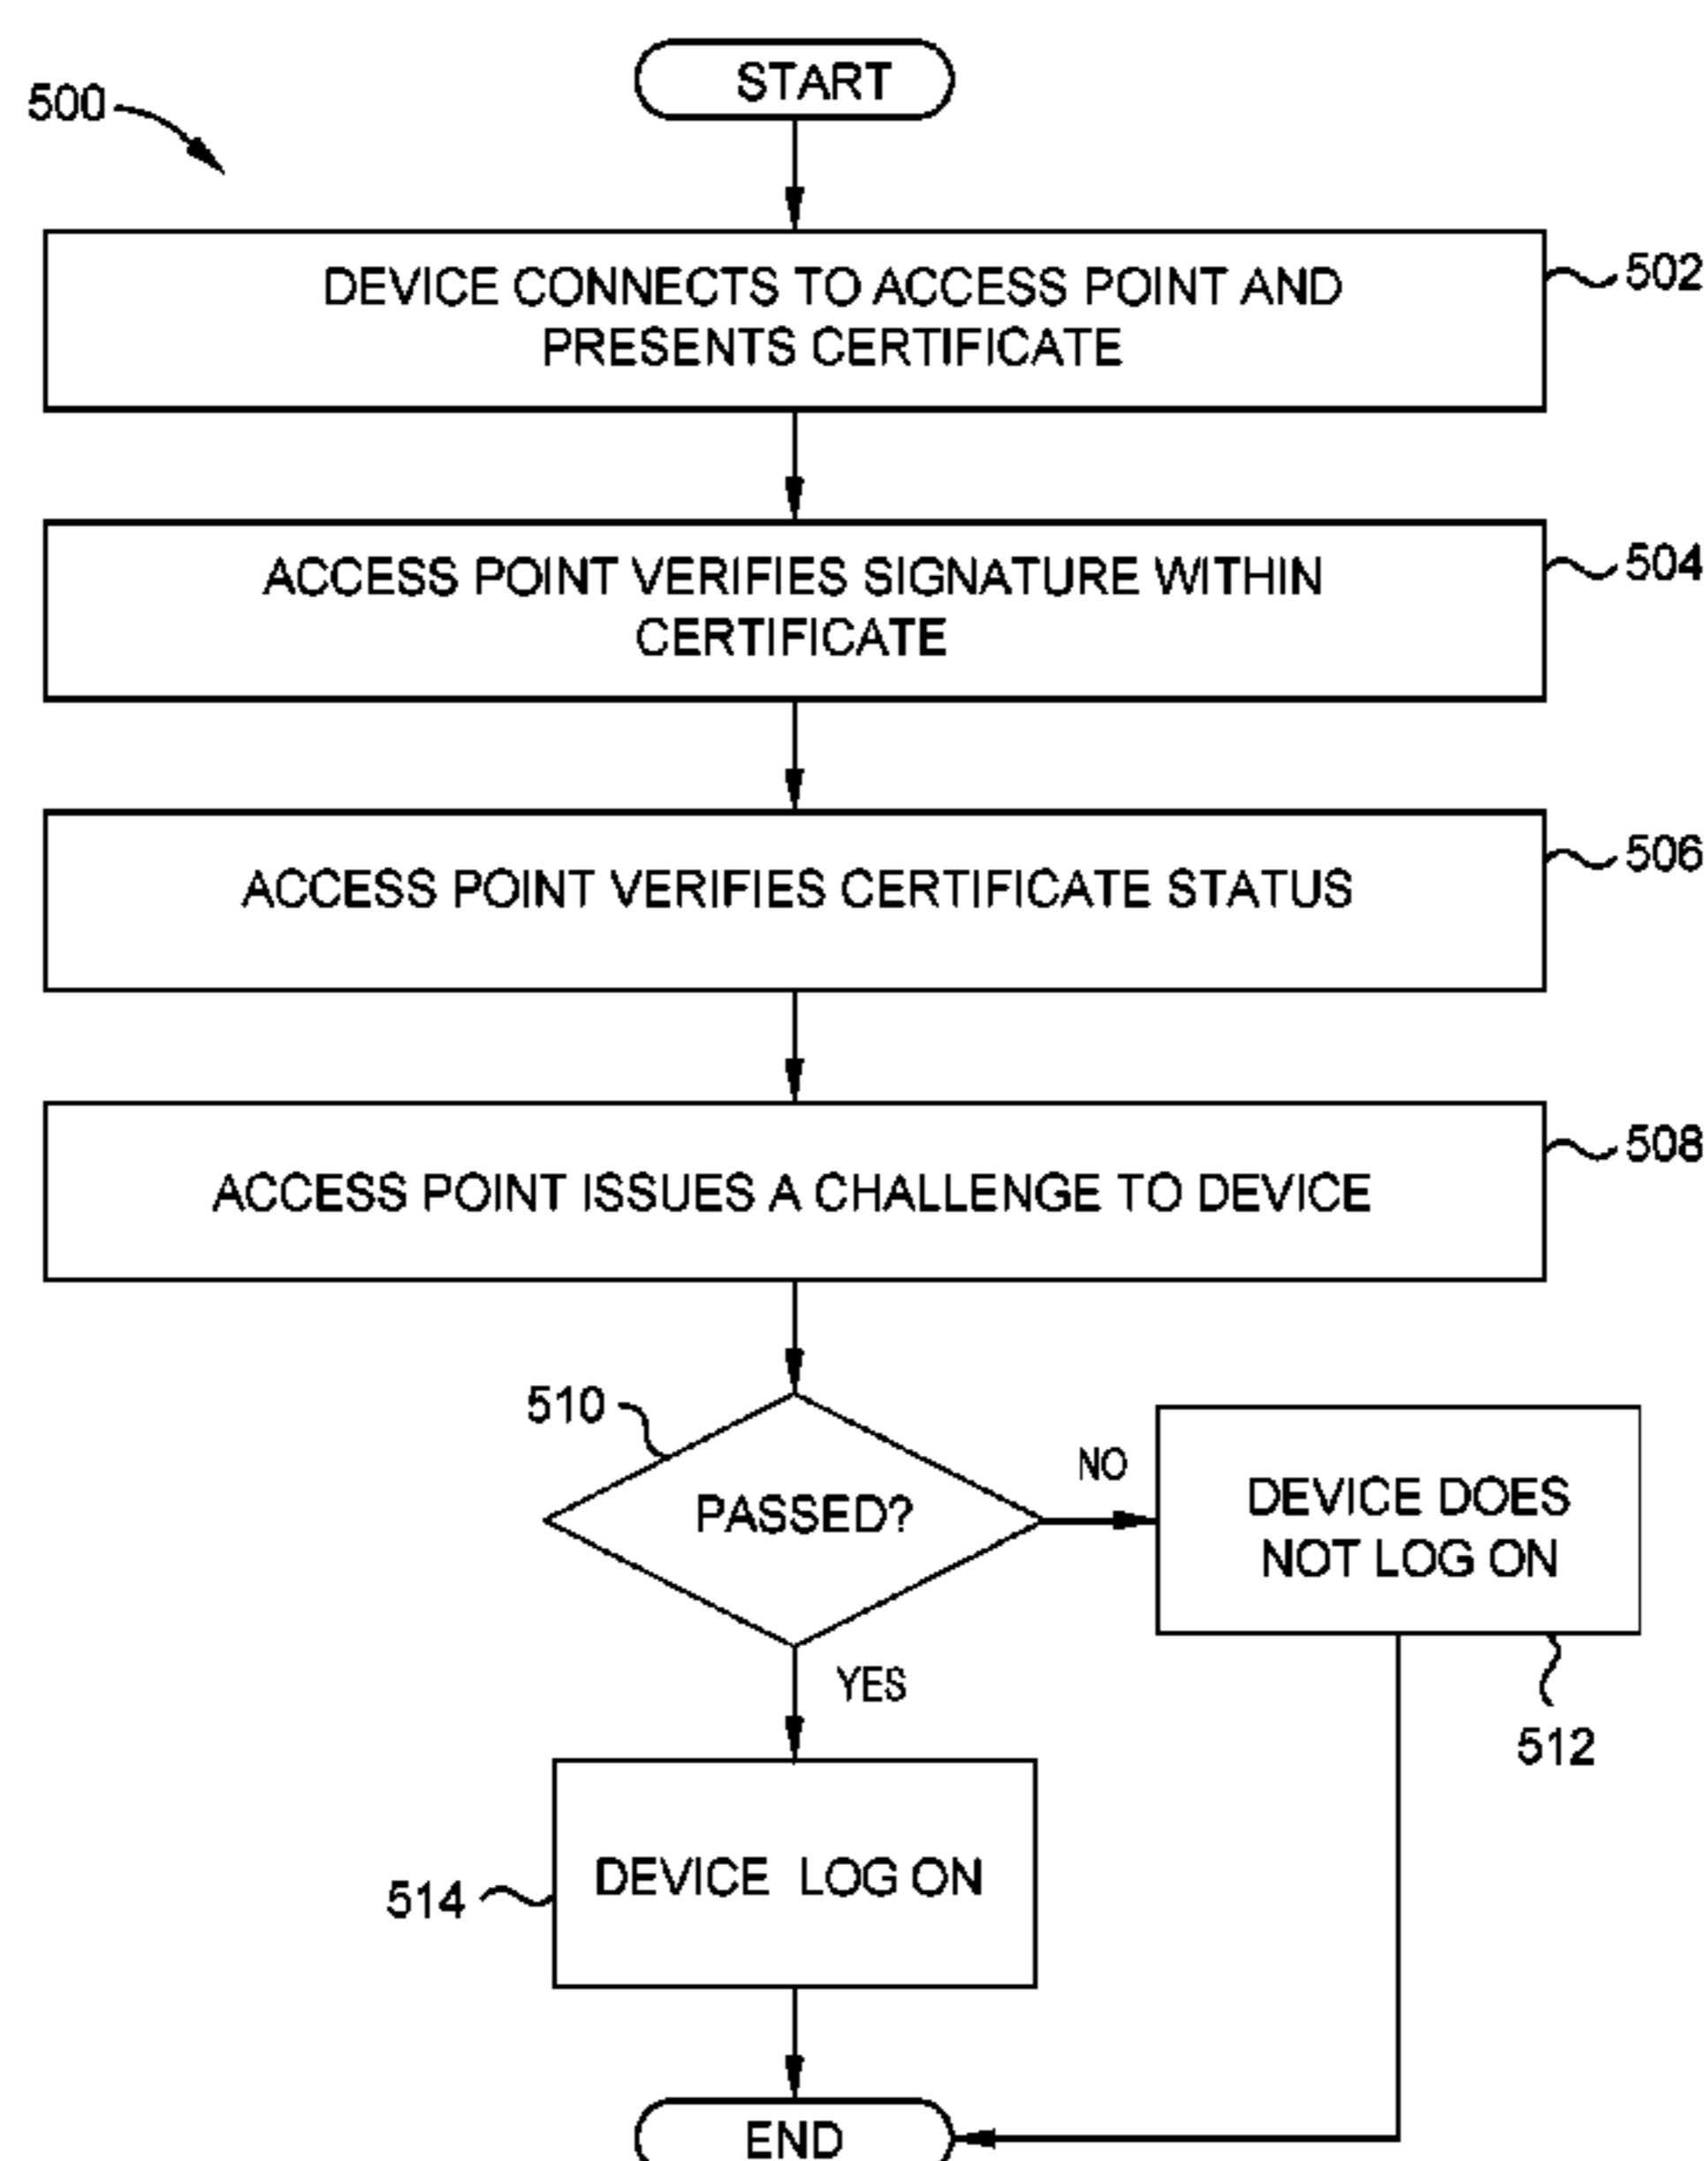 START
500
DEVICE CONNECTS TO ACCESS POINT AND
PRESENTS CERTIFICATE
502
ACCESS POINT VERIFIES SIGNATURE WITHIN
CERTIFICATE
504
ACCESS POINT VERIFIES CERTIFICATE STATUS
506
ACCESS POINT ISSUES A CHALLENGE TO DEVICE
508
510
PASSED?
NO
DEVICE DOES
NOT LOG ON
512
YES
DEVICE LOG ON
514
END